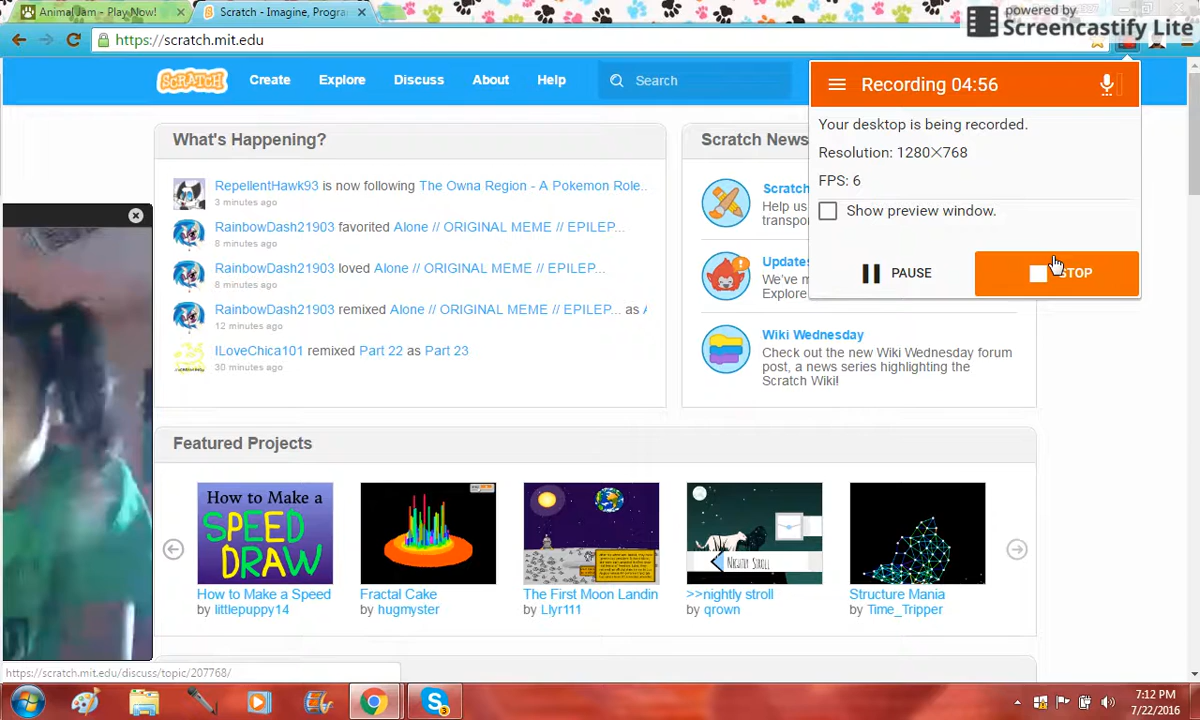 Animal Jam - Play Now!
Scratch - Imagine, Progra
powered by
Screencastify Lite
https://scratch.mit.edu
SCRATCH
Create
Explore
Discuss
About
Help
Search
Recording 04:56
Your desktop is being recorded.
Resolution: 1280×768
FPS: 6
Show preview window.
PAUSE
STOP
What's Happening?
RepellentHawk93 is now following The Owna Region - A Pokemon Role..
3 minutes ago
RainbowDash21903 favorited Alone // ORIGINAL MEME // EPILEP...
8 minutes ago
RainbowDash21903 loved Alone // ORIGINAL MEME // EPILEP...
8 minutes ago
RainbowDash21903 remixed Alone // ORIGINAL MEME // EPILEP... as A
12 minutes ago
ILoveChica101 remixed Part 22 as Part 23
30 minutes ago
Scratch News
Scratch
Help us
transpo
Updates
We've m
Explore
Wiki Wednesday
Check out the new Wiki Wednesday forum
post, a news series highlighting the
Scratch Wiki!
Featured Projects
How to Make a
SPEED
DRAW
NIGHTLY STROLL
How to Make a Speed
by littlepuppy14
Fractal Cake
by hugmyster
The First Moon Landin
by Llyr111
>>nightly stroll
by qrown
Structure Mania
by Time_Tripper
https://scratch.mit.edu/discuss/topic/207768/
S
3
7:12 PM
7/22/2016